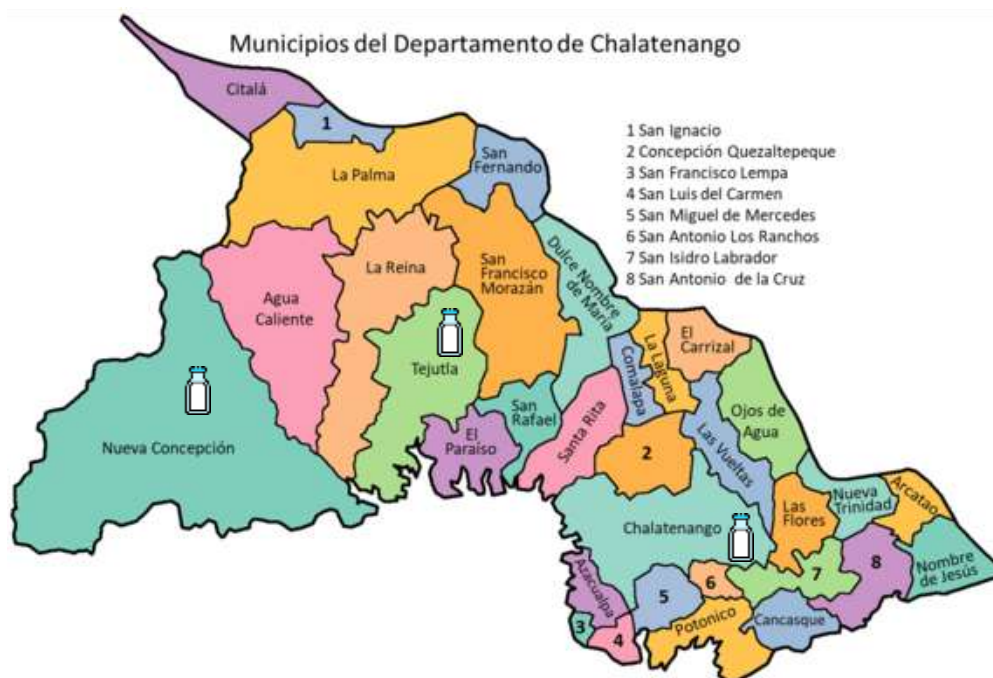 Municipios del Departamento de Chalatenango
Citalá
1
La Palma
San
Fernando
1 San Ignacio
2 Concepción Quezaltepeque
3 San Francisco Lempa
4 San Luis del Carmen
5 San Miguel de Mercedes
6 San Antonio Los Ranchos
7 San Isidro Labrador
8 San Antonio de la Cruz
Agua
Caliente
La Reina
San
Francisco
Morazán
Dulce Nombre
de María
Tejutla
Comalapa
La Laguna
El
Carrizal
Nueva Concepción
El
Paraíso
San
Rafael
Santa Rita
2
Las Vueltas
Ojos de
Agua
Chalatenango
Las
Flores
Nueva
Trinidad
Arcatao
Azacualpa
5
6
7
8
Nombre
de Jesús
3
4
Potonico
Cancasque